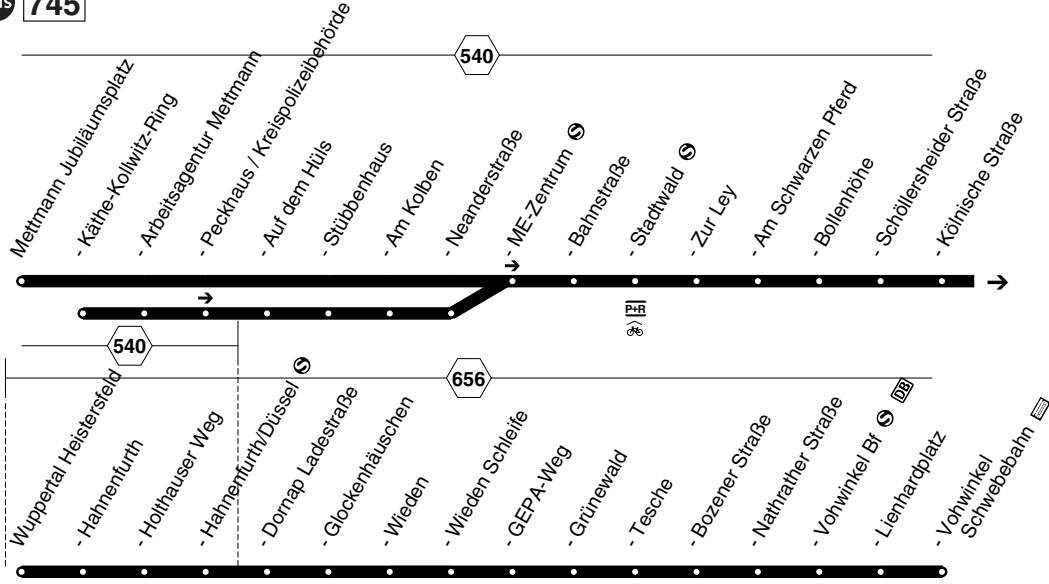 745
540
Mettmann Jubiläumsplatz
- Käthe-Kollwitz-Ring
- Arbeitsagentur Mettmann
- Peckhaus / Kreispolizeibehörde
- Auf dem Hüls
- Stübbenhaus
- Am Kolben
- Neanderstraße
- ME-Zentrum S
- Bahnstraße
- Stadtwald S
- Zur Ley
- Am Schwarzen Pferd
- Bollenhöhe
- Schöllersheider Straße
- Kölnische Straße
P+R
540
656
Wuppertal Heistersfeld
- Hahnenfurth
- Holthauser Weg
- Hahnenfurth/Düssel S
- Dornap Ladestraße
- Glockenhäuschen
- Wieden
- Wieden Schleife
- GEPA-Weg
- Grünewald
- Tesche
- Bozener Straße
- Nathrather Straße
- Vohwinkel Bf S DB
- Lienhardplatz
- Vohwinkel
Schwebebahn